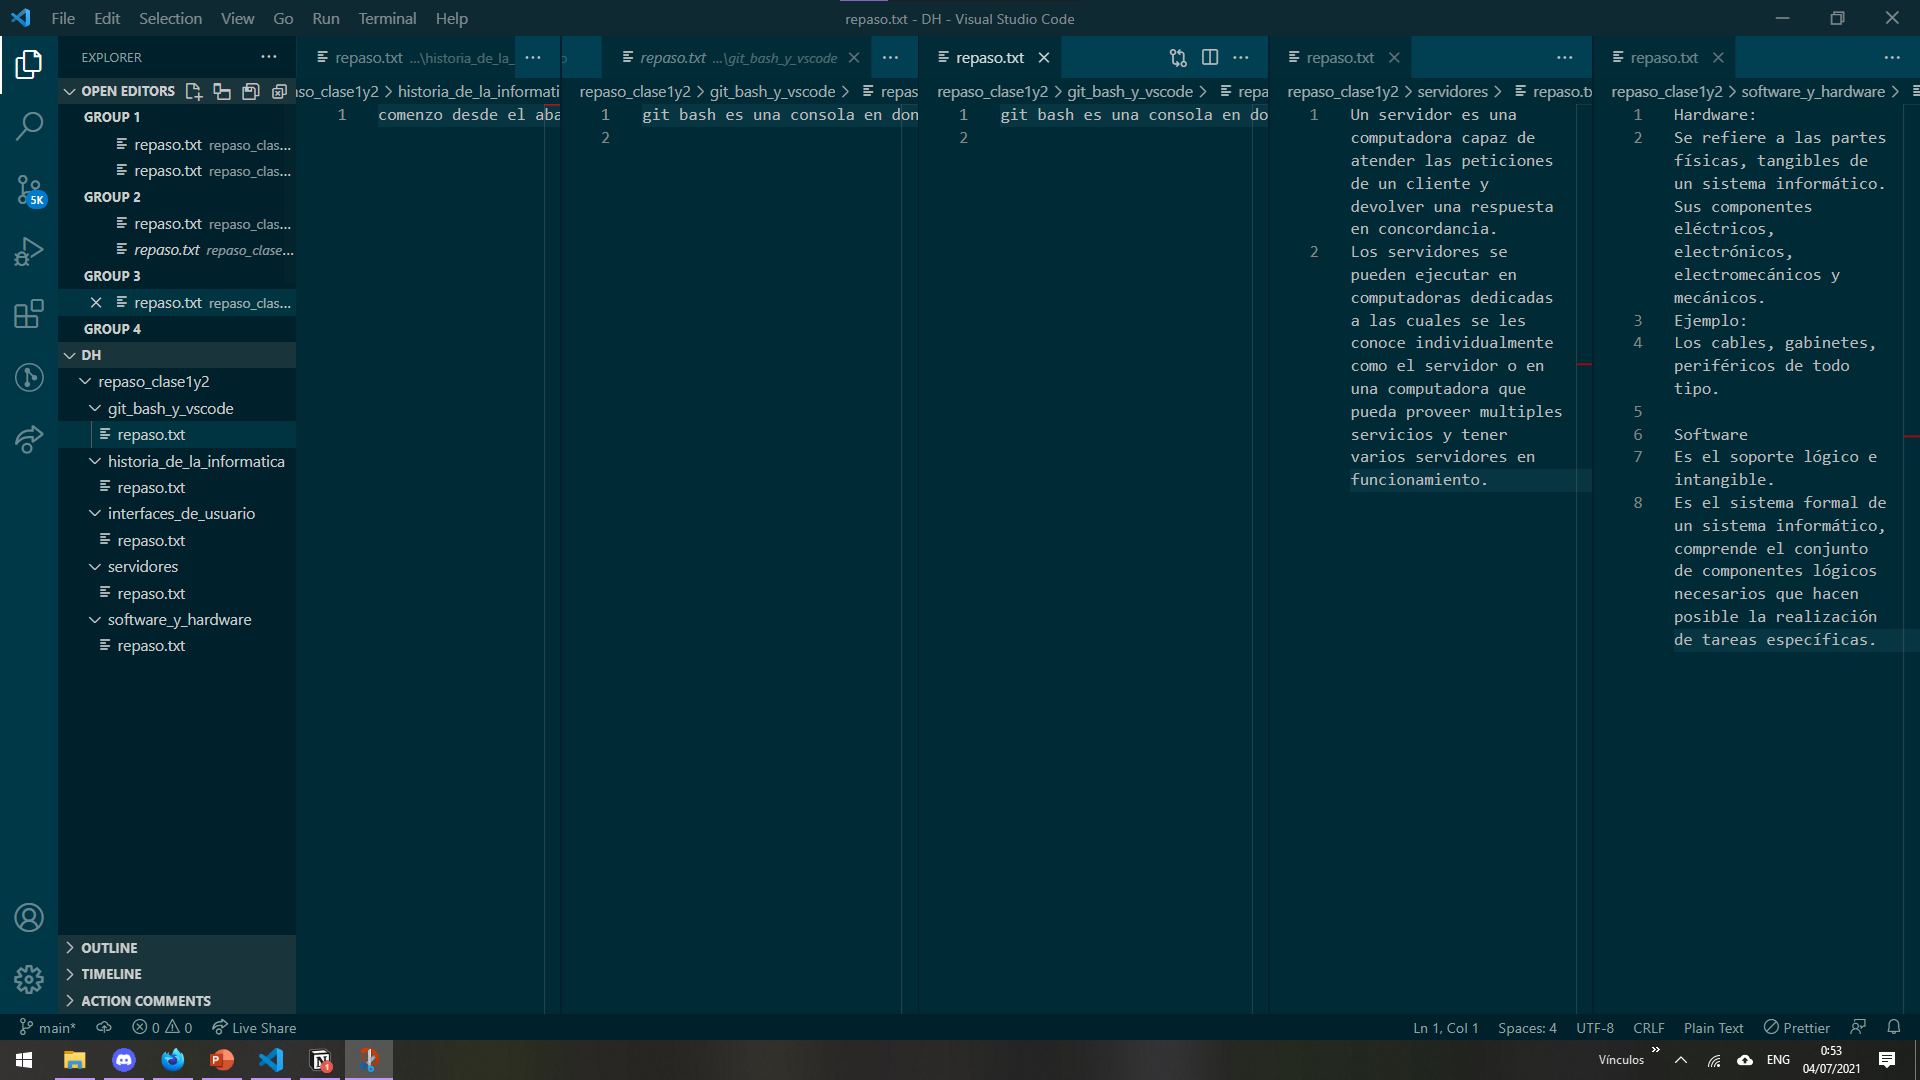 File Edit Selection View Go Run Terminal Help
repaso.txt - DH - Visual Studio Code
EXPLORER
OPEN EDITORS
GROUP 1
repaso.txt repaso_clas...
repaso.txt repaso_clas...
GROUP 2
repaso.txt repaso_clas...
repaso.txt repaso_clase...
GROUP 3
repaso.txt repaso_clas...
GROUP 4
DH
repaso_clase1y2
git_bash_y_vscode
repaso.txt
historia_de_la_informatica
repaso.txt
interfaces_de_usuario
repaso.txt
servidores
repaso.txt
software_y_hardware
repaso.txt
OUTLINE
TIMELINE
ACTION COMMENTS
5K
repaso.txt ...\historia_de_la_
aso_clase1y2 > historia_de_la_informati
1 comenzo desde el aba
repaso.txt ...\git_bash_y_vscode
repaso_clase1y2 > git_bash_y_vscode > repas
1 git bash es una consola en don
2
repaso.txt
repaso_clase1y2 > git_bash_y_vscode > repa
1 git bash es una consola en do
2
repaso.txt
repaso_clase1y2 > servidores > repaso.tx
1 Un servidor es una
computadora capaz de
atender las peticiones
de un cliente y
devolver una respuesta
en concordancia.
2 Los servidores se
pueden ejecutar en
computadoras dedicadas
a las cuales se les
conoce individualmente
como el servidor o en
una computadora que
pueda proveer multiples
servicios y tener
varios servidores en
funcionamiento.
repaso.txt
repaso_clase1y2 > software_y_hardware >
1 Hardware:
2 Se refiere a las partes
físicas, tangibles de
un sistema informático.
Sus componentes
eléctricos,
electrónicos,
electromecánicos y
mecánicos.
3 Ejemplo:
4 Los cables, gabinetes,
periféricos de todo
tipo.
5
6 Software
7 Es el soporte lógico e
intangible.
8 Es el sistema formal de
un sistema informático,
comprende el conjunto
de componentes lógicos
necesarios que hacen
posible la realización
de tareas específicas.
main* 0 0 Live Share
Ln 1, Col 1 Spaces: 4 UTF-8 CRLF Plain Text Prettier
Vínculos » ENG 0:53
04/07/2021